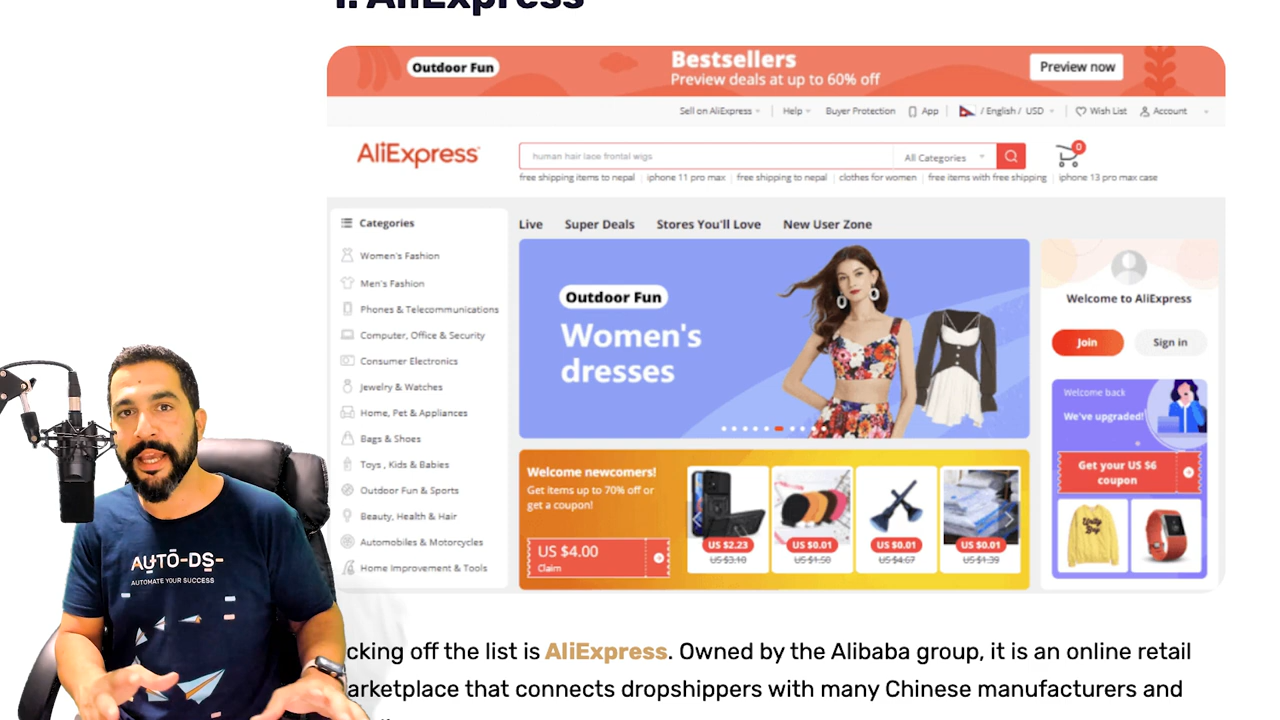 1. AliExpress
Outdoor Fun
Bestsellers
Preview deals at up to 60% off
Preview now
Sell on AliExpress
Help
Buyer Protection
App
/ English / USD
Wish List
Account
AliExpress
human hair lace frontal wigs
All Categories
0
free shipping items to nepal
iphone 11 pro max
free shipping to nepal
clothes for women
free items with free shipping
iphone 13 pro max case
Categories
Women's Fashion
Men's Fashion
Phones & Telecommunications
Computer, Office & Security
Consumer Electronics
Jewelry & Watches
Home, Pet & Appliances
Bags & Shoes
Toys , Kids & Babies
Outdoor Fun & Sports
Beauty, Health & Hair
Automobiles & Motorcycles
Home Improvement & Tools
Live
Super Deals
Stores You'll Love
New User Zone
Outdoor Fun
Women's
dresses
Welcome to AliExpress
Join
Sign in
Welcome back
We've upgraded!
Get your US $6
coupon
Welcome newcomers!
Get items up to 70% off or
get a coupon!
US $4.00
Claim
US $2.23
US $3.10
US $0.01
US $1.50
US $0.01
US $4.67
US $0.01
US $1.39
AUTO-DS-
AUTOMATE YOUR SUCCESS
cking off the list is AliExpress. Owned by the Alibaba group, it is an online retail
arketplace that connects dropshippers with many Chinese manufacturers and